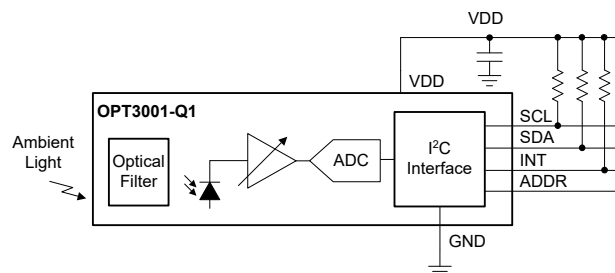 VDD
VDD
OPT3001-Q1
Ambient
Light
Optical
Filter
ADC
I²C
Interface
SCL
SDA
INT
ADDR
GND